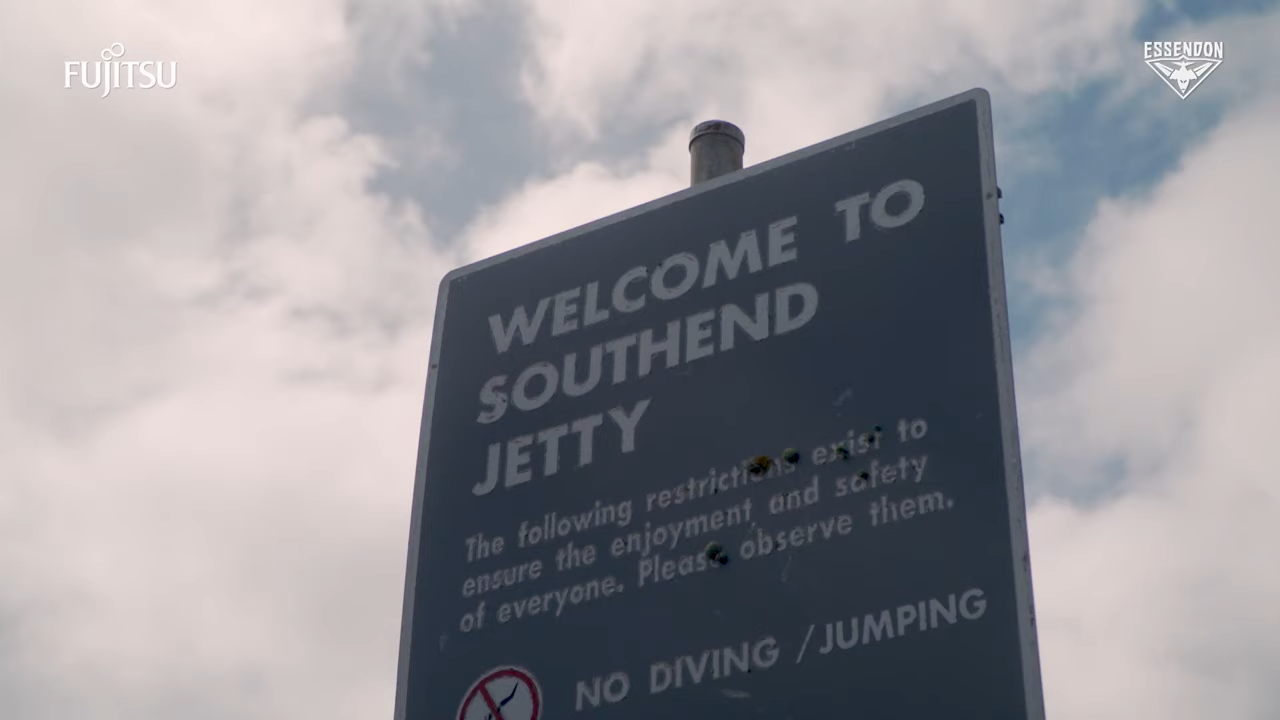 FUJITSU
ESSENDON
WELCOME TO
SOUTHEND
JETTY
The following restrictions exist to
ensure the enjoyment and safety
of everyone. Please observe them.
NO DIVING / JUMPING